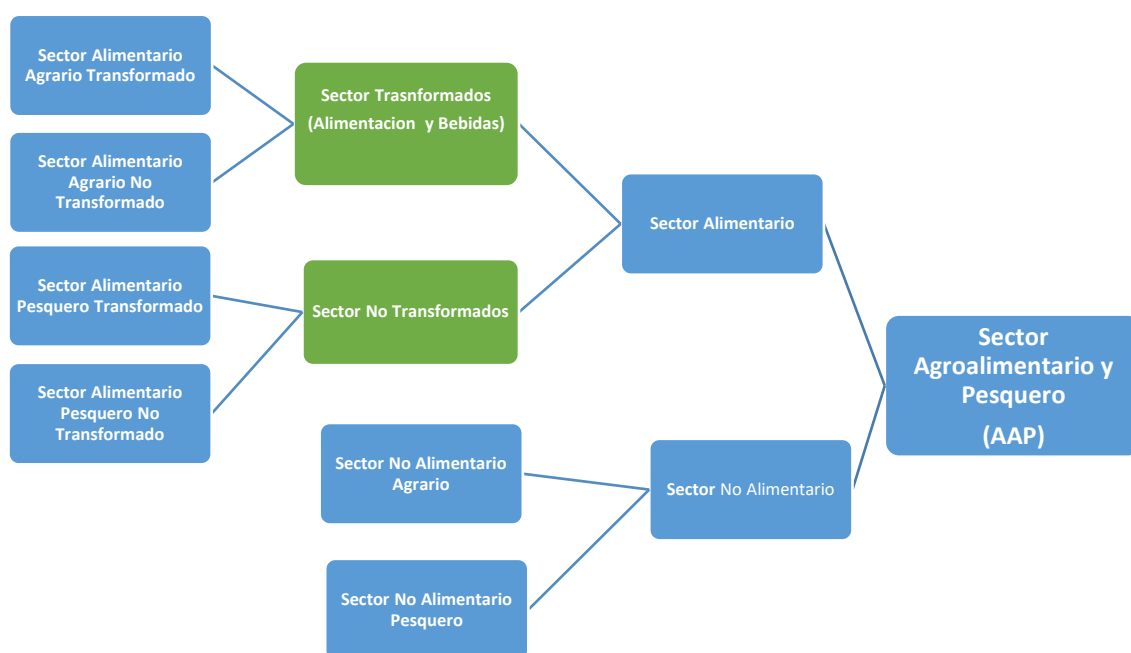 Sector Alimentario
Agrario Transformado
Sector Alimentario
Agrario No
Transformado
Sector Alimentario
Pesquero Transformado
Sector Alimentario
Pesquero No
Transformado
Sector Trasnformados
(Alimentacion y Bebidas)
Sector No Transformados
Sector No Alimentario
Agrario
Sector No Alimentario
Pesquero
Sector Alimentario
Sector No Alimentario
Sector
Agroalimentario y
Pesquero
(AAP)